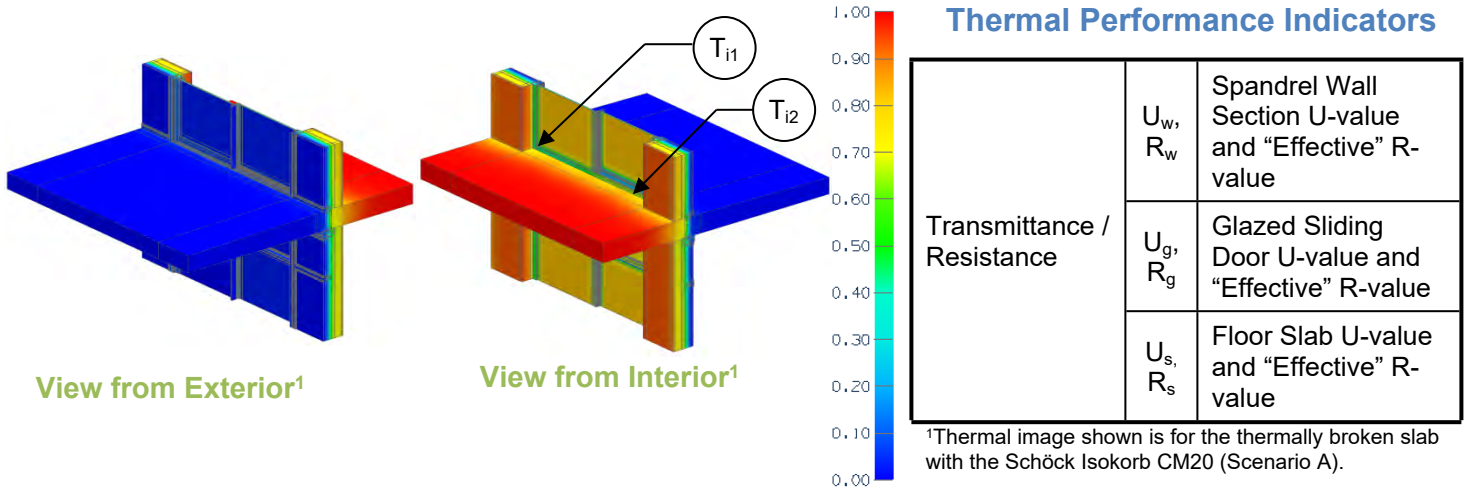 View from Exterior¹
View from Interior¹
Ti1
Ti2
1.00
0.90
0.80
0.70
0.60
0.50
0.40
0.30
0.20
0.10
0.00
Thermal Performance Indicators
Transmittance /
Resistance
Uw,
Rw
Spandrel Wall
Section U-value
and “Effective” R-
value
Ug,
Rg
Glazed Sliding
Door U-value and
“Effective” R-value
Us,
Rs
Floor Slab U-value
and “Effective” R-
value
¹Thermal image shown is for the thermally broken slab
with the Schöck Isokorb CM20 (Scenario A).